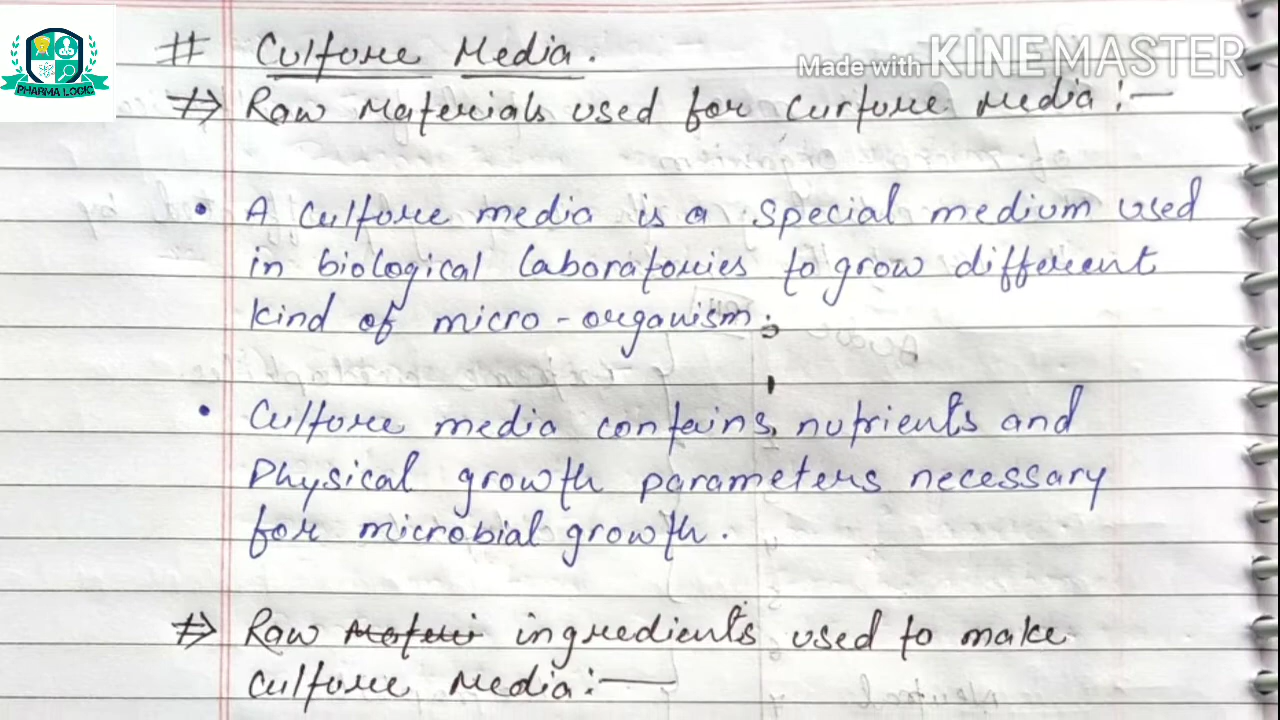 PHARMA LOGIC
Made with KINEMASTER
# Culture Media.
⇒ Raw Materials used for Curture Media :—
• A Culture media is a special medium used
in biological laboratories to grow different
kind of micro-organism.
• Culture media contains nutrients and
Physical growth parameters necessary
for microbial growth.
⇒ Raw ingredients used to make
Culture Media:—